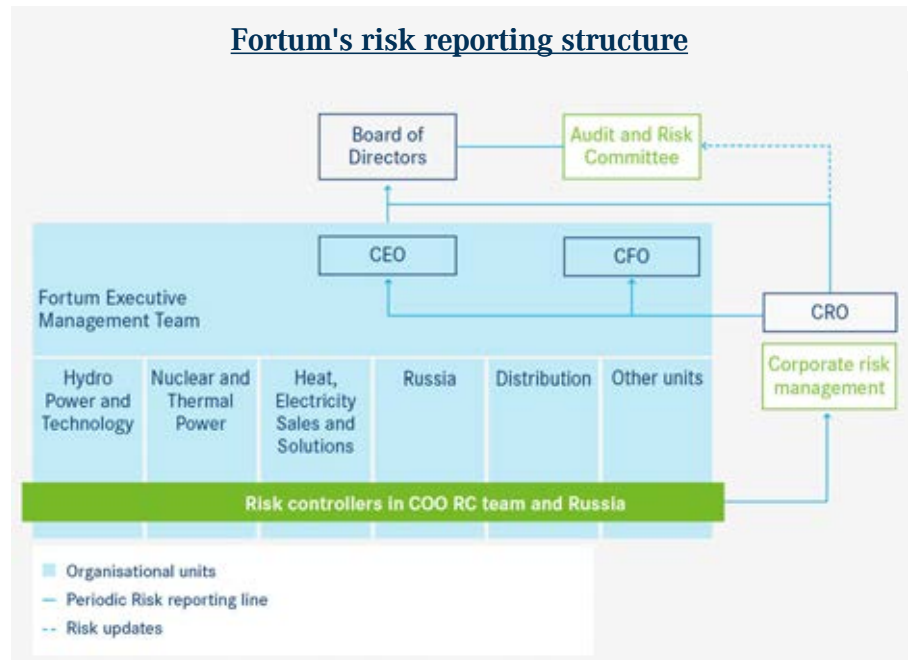 Fortum's risk reporting structure
Board of
Directors
Audit and Risk
Committee
CEO
CFO
Fortum Executive
Management Team
CRO
Corporate risk
management
Hydro
Power and
Technology
Nuclear and
Thermal
Power
Heat,
Electricity
Sales and
Solutions
Russia
Distribution
Other units
Risk controllers in COO RC team and Russia
Organisational units
Periodic Risk reporting line
Risk updates